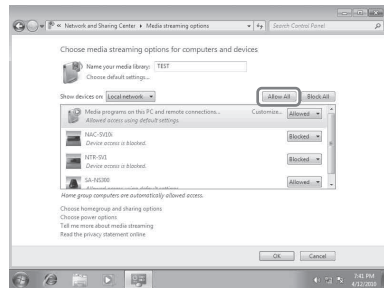 « Network and Sharing Center ▸ Media streaming options
Search Control Panel
Choose media streaming options for computers and devices
Name your media library: TEST
Choose default settings...
Show devices on: Local network
Allow All Block All
Media programs on this PC and remote connections... Customize... Allowed
Allowed access using default settings.
NAC-SV10i
Device access is blocked. Blocked
NTR-SV1
Device access is blocked. Blocked
SA-NS300 Allowed
Allowed access using default settings.
Home group computers are automatically allowed access.
Choose homegroup and sharing options
Choose power options
Tell me more about media streaming
Read the privacy statement online
OK Cancel
7:41 PM
4/12/2010